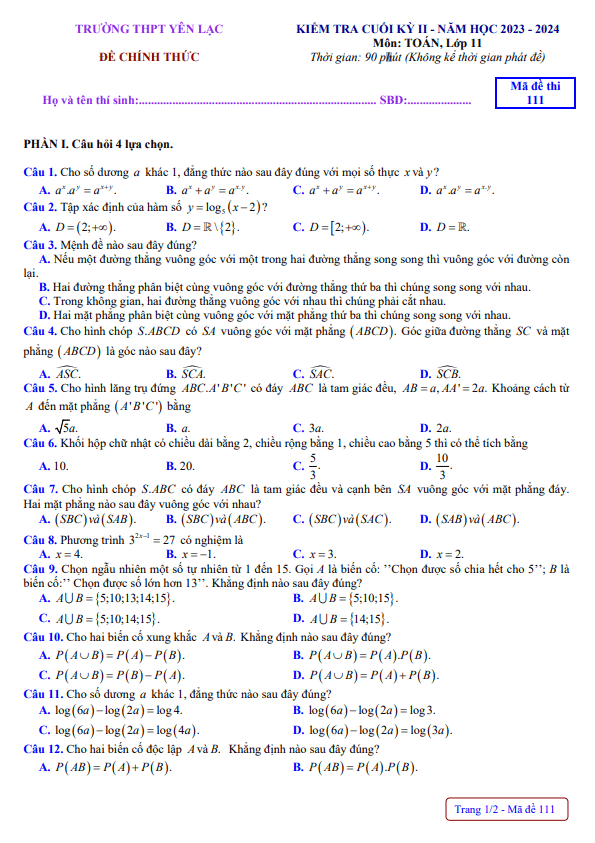 TRƯỜNG THPT YÊN LẠC
ĐỀ CHÍNH THỨC
KIỂM TRA CUỐI KỲ II - NĂM HỌC 2023 - 2024
Môn: TOÁN, Lớp 11
Thời gian: 90 phút (Không kể thời gian phát đề)
Mã đề thi
111
Họ và tên thí sinh:............................................................................ SBD:.....................
PHẦN I. Câu hỏi 4 lựa chọn.
Câu 1. Cho số dương a khác 1, đẳng thức nào sau đây đúng với mọi số thực x và y?
A. a^x.a^y = a^{x+y}. B. a^x + a^y = a^{x.y}. C. a^x + a^y = a^{x+y}. D. a^x.a^y = a^{x.y}.
Câu 2. Tập xác định của hàm số y = log₅(x−2)?
A. D = (2;+∞). B. D = ℝ\{2}. C. D = [2;+∞). D. D = ℝ.
Câu 3. Mệnh đề nào sau đây đúng?
A. Nếu một đường thẳng vuông góc với một trong hai đường thẳng song song thì vuông góc với đường còn
lại.
B. Hai đường thẳng phân biệt cùng vuông góc với đường thẳng thứ ba thì chúng song song với nhau.
C. Trong không gian, hai đường thẳng vuông góc với nhau thì chúng phải cắt nhau.
D. Hai mặt phẳng phân biệt cùng vuông góc với mặt phẳng thứ ba thì chúng song song với nhau.
Câu 4. Cho hình chóp S.ABCD có SA vuông góc với mặt phẳng (ABCD). Góc giữa đường thẳng SC và mặt
phẳng (ABCD) là góc nào sau đây?
A. \widehat{ASC}. B. \widehat{SCA}. C. \widehat{SAC}. D. \widehat{SCB}.
Câu 5. Cho hình lăng trụ đứng ABC.A'B'C' có đáy ABC là tam giác đều, AB = a, AA' = 2a. Khoảng cách từ
A đến mặt phẳng (A'B'C') bằng
A. √5a. B. a. C. 3a. D. 2a.
Câu 6. Khối hộp chữ nhật có chiều dài bằng 2, chiều rộng bằng 1, chiều cao bằng 5 thì có thể tích bằng
A. 10. B. 20. C. 5/3. D. 10/3.
Câu 7. Cho hình chóp S.ABC có đáy ABC là tam giác đều và cạnh bên SA vuông góc với mặt phẳng đáy.
Hai mặt phẳng nào sau đây vuông góc với nhau?
A. (SBC) và (SAB). B. (SBC) và (ABC). C. (SBC) và (SAC). D. (SAB) và (ABC).
Câu 8. Phương trình 3^{2x−1} = 27 có nghiệm là
A. x = 4. B. x = −1. C. x = 3. D. x = 2.
Câu 9. Chọn ngẫu nhiên một số tự nhiên từ 1 đến 15. Gọi A là biến cố: ’’Chọn được số chia hết cho 5’’; B là
biến cố:’’ Chọn được số lớn hơn 13’’. Khẳng định nào sau đây đúng?
A. A∪B = {5;10;13;14;15}. B. A∪B = {5;10;15}.
C. A∪B = {5;10;14;15}. D. A∪B = {14;15}.
Câu 10. Cho hai biến cố xung khắc A và B. Khẳng định nào sau đây đúng?
A. P(A∪B) = P(A) − P(B). B. P(A∪B) = P(A).P(B).
C. P(A∪B) = P(B) − P(A). D. P(A∪B) = P(A) + P(B).
Câu 11. Cho số dương a khác 1, đẳng thức nào sau đây đúng?
A. log(6a) − log(2a) = log 4. B. log(6a) − log(2a) = log 3.
C. log(6a) − log(2a) = log(4a). D. log(6a) − log(2a) = log(3a).
Câu 12. Cho hai biến cố độc lập A và B. Khẳng định nào sau đây đúng?
A. P(AB) = P(A) + P(B). B. P(AB) = P(A).P(B).
Trang 1/2 - Mã đề 111